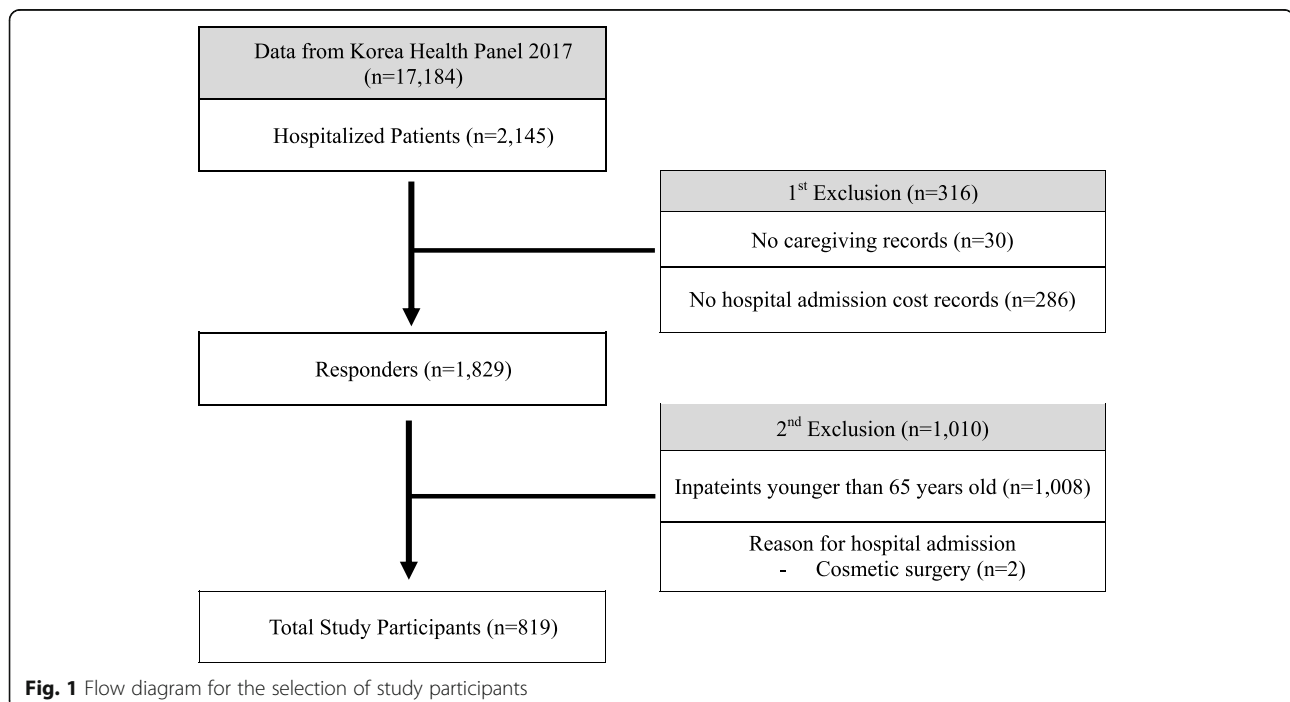 Data from Korea Health Panel 2017
(n=17,184)
Hospitalized Patients (n=2,145)
1st Exclusion (n=316)
No caregiving records (n=30)
No hospital admission cost records (n=286)
Responders (n=1,829)
2nd Exclusion (n=1,010)
Inpateints younger than 65 years old (n=1,008)
Reason for hospital admission
- Cosmetic surgery (n=2)
Total Study Participants (n=819)
Fig. 1 Flow diagram for the selection of study participants